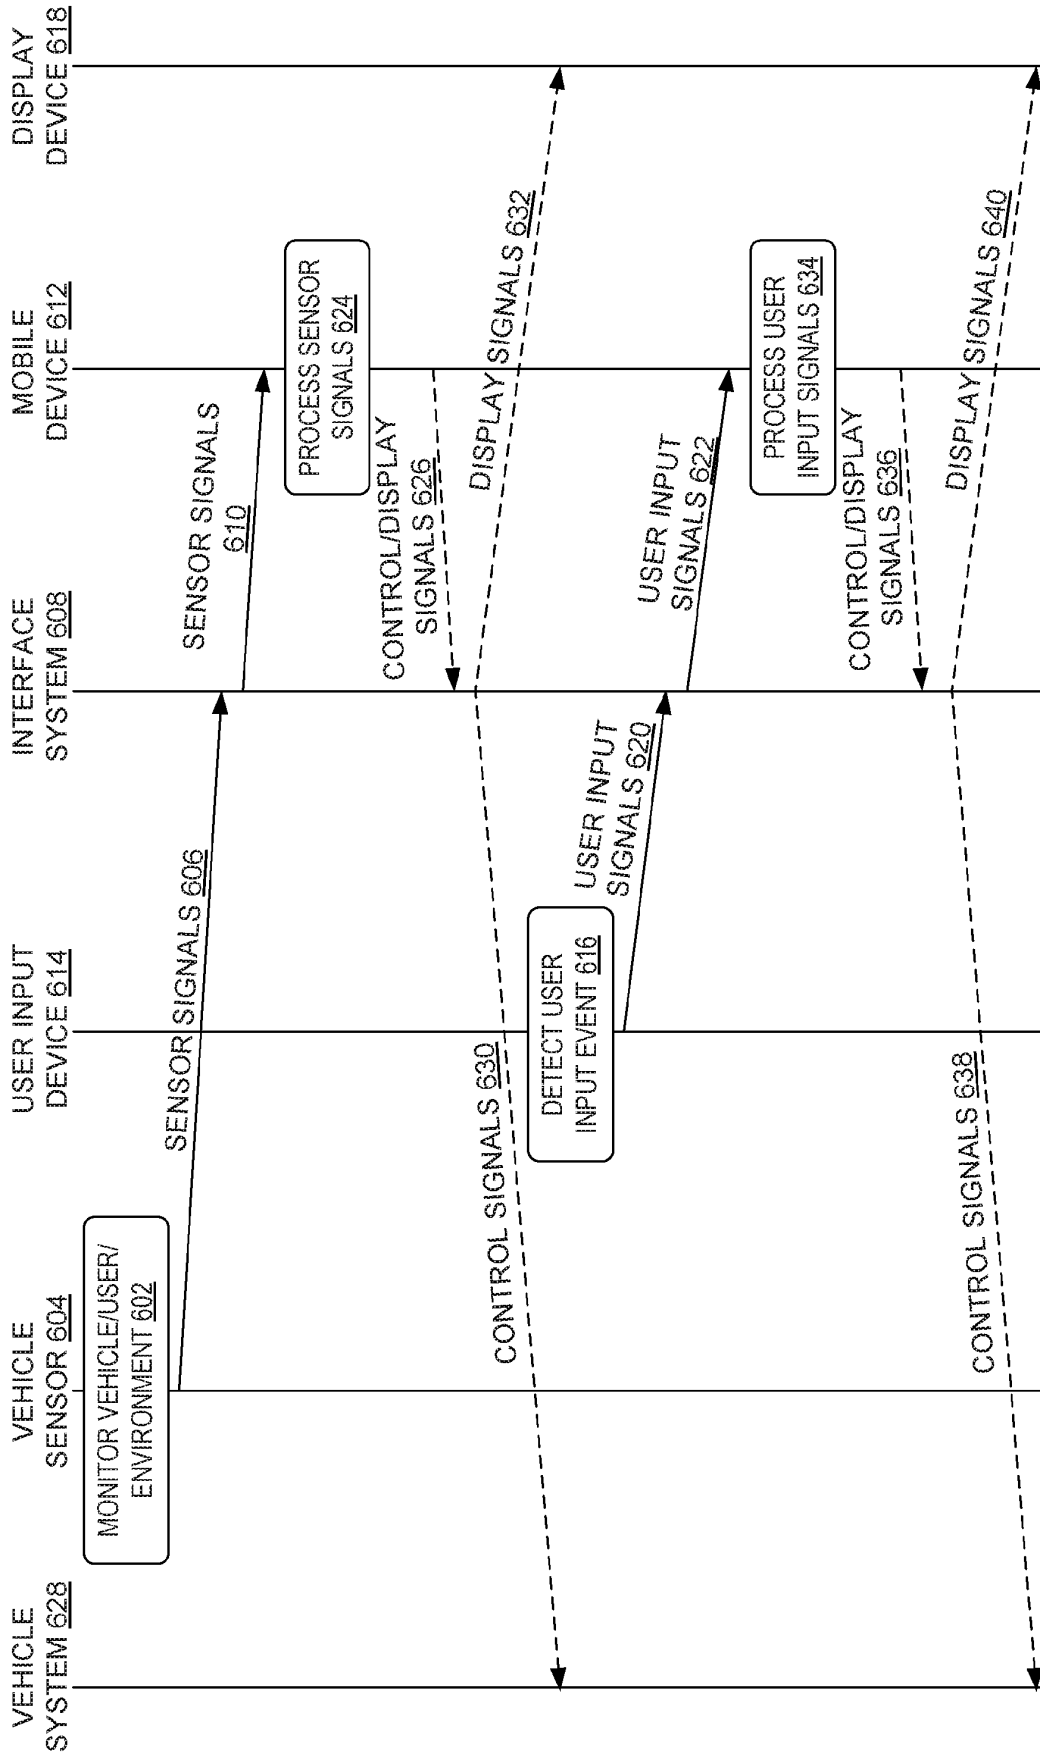 VEHICLE
SYSTEM 628
VEHICLE
SENSOR 604
USER INPUT
DEVICE 614
INTERFACE
SYSTEM 608
MOBILE
DEVICE 612
DISPLAY
DEVICE 618
MONITOR VEHICLE/USER/
ENVIRONMENT 602
SENSOR SIGNALS 606
SENSOR SIGNALS
610
PROCESS SENSOR
SIGNALS 624
CONTROL/DISPLAY
SIGNALS 626
CONTROL SIGNALS 630
DISPLAY SIGNALS 632
DETECT USER
INPUT EVENT 616
USER INPUT
SIGNALS 620
USER INPUT
SIGNALS 622
PROCESS USER
INPUT SIGNALS 634
CONTROL/DISPLAY
SIGNALS 636
CONTROL SIGNALS 638
DISPLAY SIGNALS 640